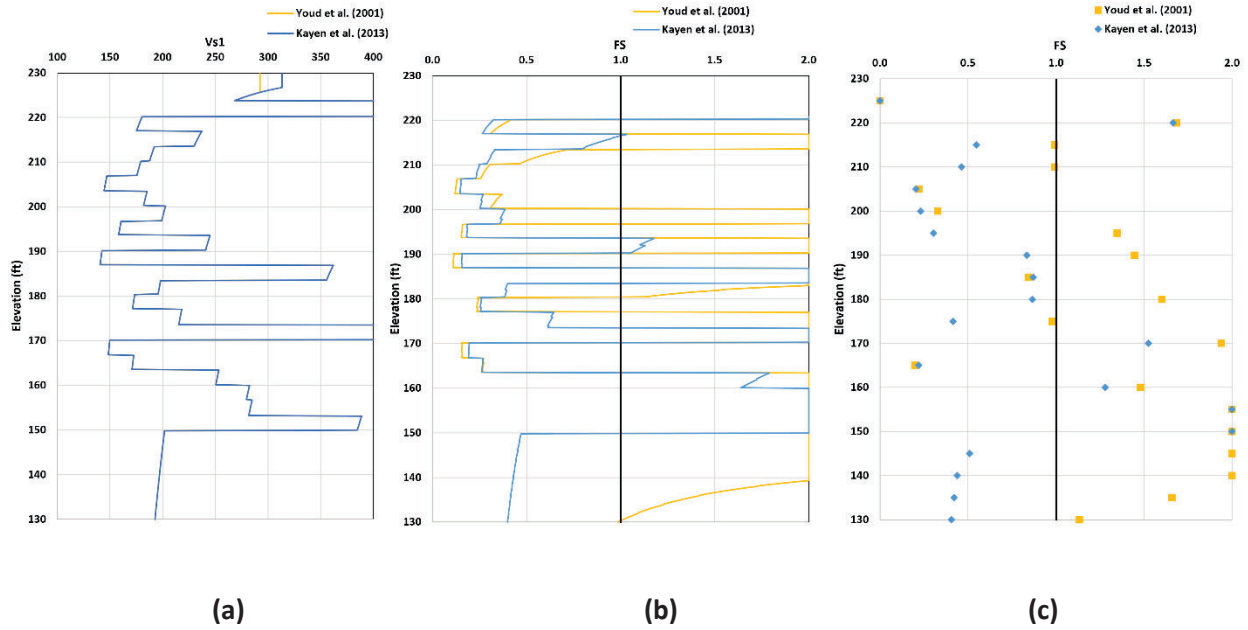 Youd et al. (2001)
Kayen et al. (2013)
Vs1
100 150 200 250 300 350 400
230
220
210
200
190
180
170
160
150
140
130
Elevation (ft)
(a)
Youd et al. (2001)
Kayen et al. (2013)
FS
0.0 0.5 1.0 1.5 2.0
230
220
210
200
190
180
170
160
150
140
130
Elevation (ft)
(b)
Youd et al. (2001)
Kayen et al. (2013)
FS
0.0 0.5 1.0 1.5 2.0
230
220
210
200
190
180
170
160
150
140
130
Elevation (ft)
(c)